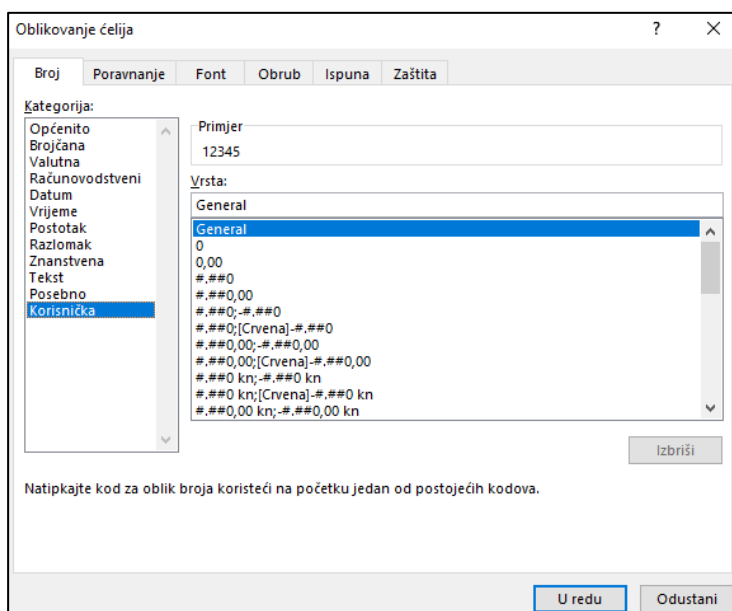 Oblikovanje ćelija ? ×
Broj Poravnanje Font Obrub Ispuna Zaštita
Kategorija:
Općenito
Brojčana
Valutna
Računovodstveni
Datum
Vrijeme
Postotak
Razlomak
Znanstvena
Tekst
Posebno
Korisnička
Primjer
12345
Vrsta:
General
General
0
0,00
#.##0
#.##0,00
#.##0;-#.##0
#.##0;[Crvena]-#.##0
#.##0,00;-#.##0,00
#.##0,00;[Crvena]-#.##0,00
#.##0 kn;-#.##0 kn
#.##0 kn;[Crvena]-#.##0 kn
#.##0,00 kn;-#.##0,00 kn
Izbriši
Natipkajte kod za oblik broja koristeći na početku jedan od postojećih kodova.
U redu Odustani